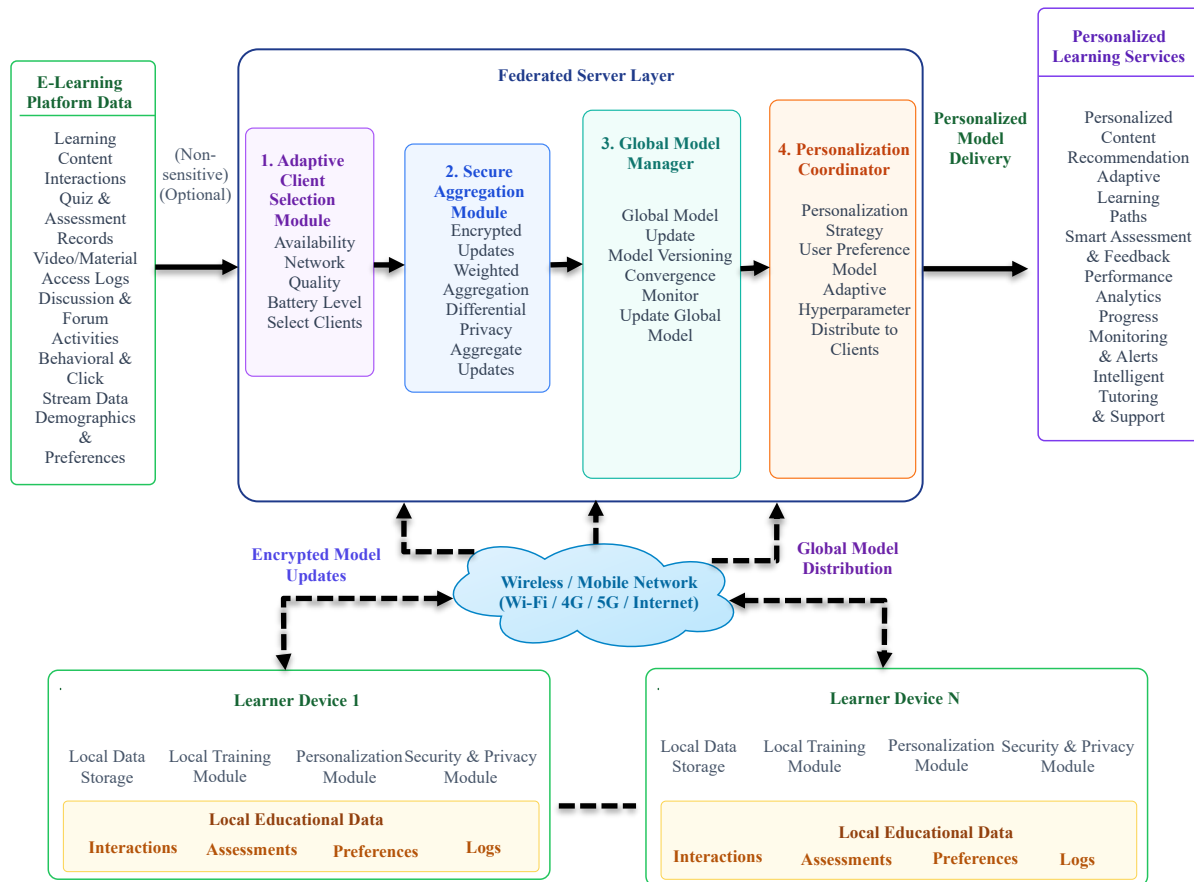 E-Learning
Platform Data
Learning
Content
Interactions
Quiz &
Assessment
Records
Video/Material
Access Logs
Discussion &
Forum
Activities
Behavioral &
Click
Stream Data
Demographics
&
Preferences
(Non-
sensitive)
(Optional)
Federated Server Layer
1. Adaptive
Client
Selection
Module
Availability
Network
Quality
Battery Level
Select Clients
2. Secure
Aggregation
Module
Encrypted
Updates
Weighted
Aggregation
Differential
Privacy
Aggregate
Updates
3. Global Model
Manager
Global Model
Update
Model Versioning
Convergence
Monitor
Update Global
Model
4. Personalization
Coordinator
Personalization
Strategy
User Preference
Model
Adaptive
Hyperparameter
Distribute to
Clients
Personalized
Model
Delivery
Personalized
Learning Services
Personalized
Content
Recommendation
Adaptive
Learning
Paths
Smart Assessment
& Feedback
Performance
Analytics
Progress
Monitoring
& Alerts
Intelligent
Tutoring
& Support
Encrypted Model
Updates
Wireless / Mobile Network
(Wi-Fi / 4G / 5G / Internet)
Global Model
Distribution
Learner Device 1
Local Data
Storage
Local Training
Module
Personalization
Module
Security & Privacy
Module
Local Educational Data
Interactions
Assessments
Preferences
Logs
Learner Device N
Local Data
Storage
Local Training
Module
Personalization
Module
Security & Privacy
Module
Local Educational Data
Interactions
Assessments
Preferences
Logs